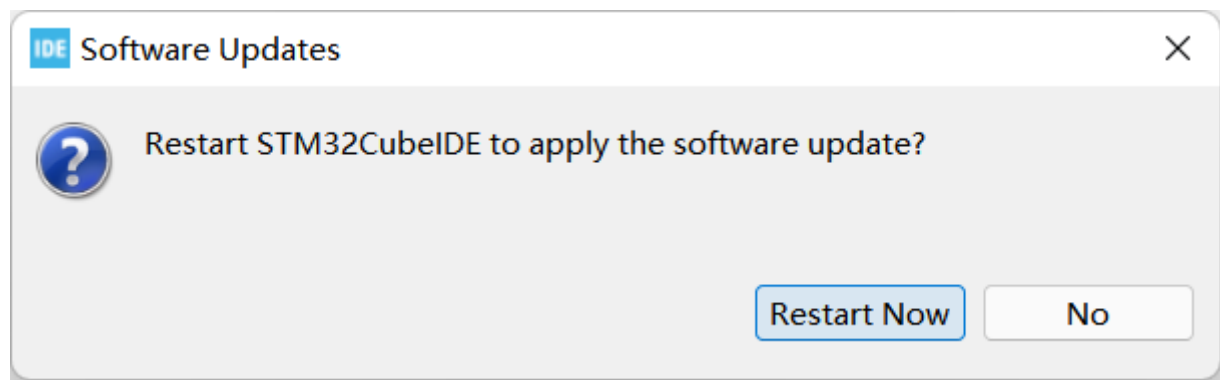 IDE Software Updates
Restart STM32CubeIDE to apply the software update?
Restart Now No